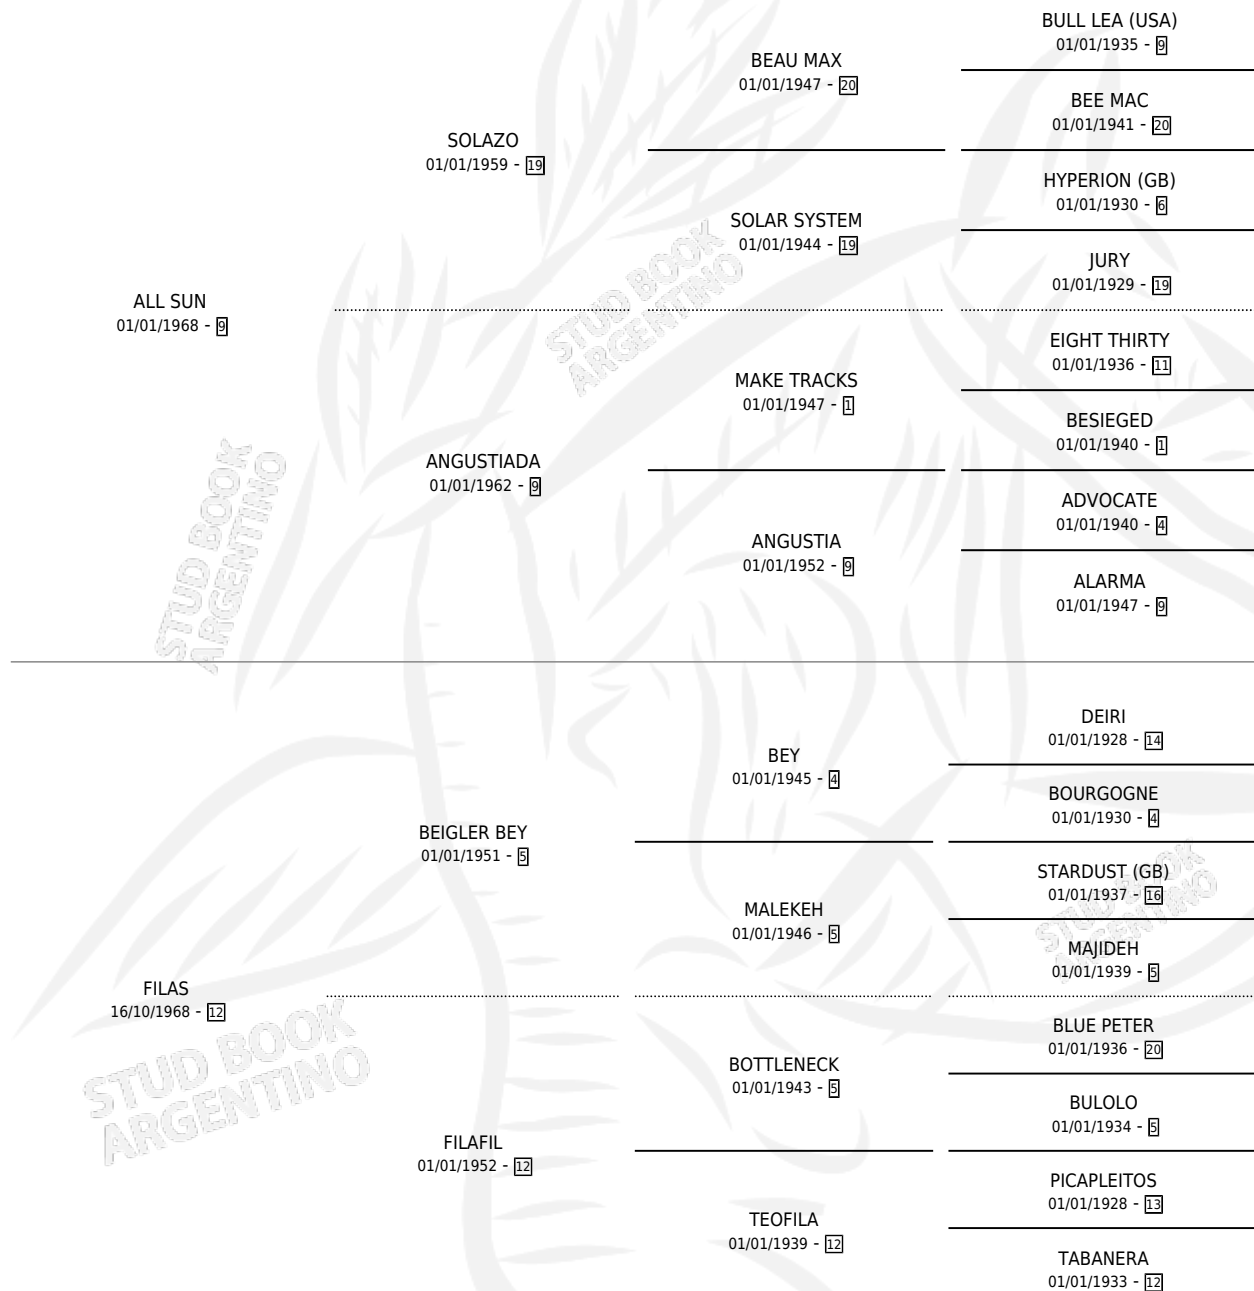 BULL LEA (USA)
01/01/1935 - 9
BEAU MAX
01/01/1947 - 20
BEE MAC
01/01/1941 - 20
SOLAZO
01/01/1959 - 19
HYPERION (GB)
01/01/1930 - 6
SOLAR SYSTEM
01/01/1944 - 19
JURY
01/01/1929 - 19
ALL SUN
01/01/1968 - 9
EIGHT THIRTY
01/01/1936 - 11
MAKE TRACKS
01/01/1947 - 1
BESIEGED
01/01/1940 - 1
ANGUSTIADA
01/01/1962 - 9
ADVOCATE
01/01/1940 - 4
ANGUSTIA
01/01/1952 - 9
ALARMA
01/01/1947 - 9
DEIRI
01/01/1928 - 14
BEY
01/01/1945 - 4
BOURGOGNE
01/01/1930 - 4
BEIGLER BEY
01/01/1951 - 5
STARDUST (GB)
01/01/1937 - 16
MALEKEH
01/01/1946 - 5
MAJIDEH
01/01/1939 - 5
FILAS
16/10/1968 - 12
BLUE PETER
01/01/1936 - 20
BOTTLENECK
01/01/1943 - 5
BULOLO
01/01/1934 - 5
FILAFIL
01/01/1952 - 12
PICAPLEITOS
01/01/1928 - 13
TEOFILA
01/01/1939 - 12
TABANERA
01/01/1933 - 12
STUD BOOK
ARGENTINO
STUD BOOK
ARGENTINO
STUD BOOK
ARGENTINO
STUD BOOK
ARGENTINO